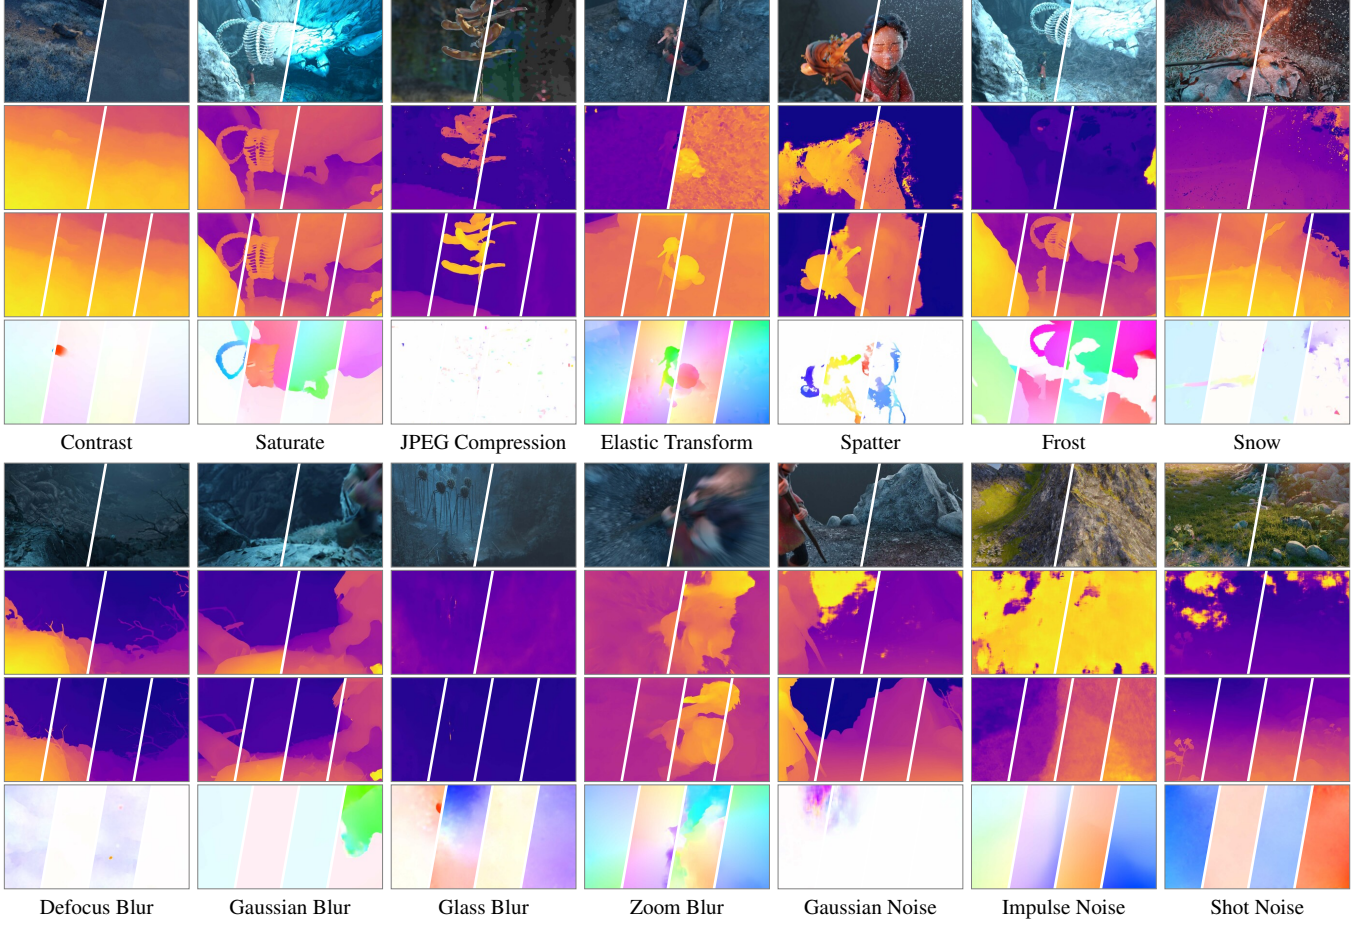 Contrast Saturate JPEG Compression Elastic Transform Spatter Frost Snow
Defocus Blur Gaussian Blur Glass Blur Zoom Blur Gaussian Noise Impulse Noise Shot Noise